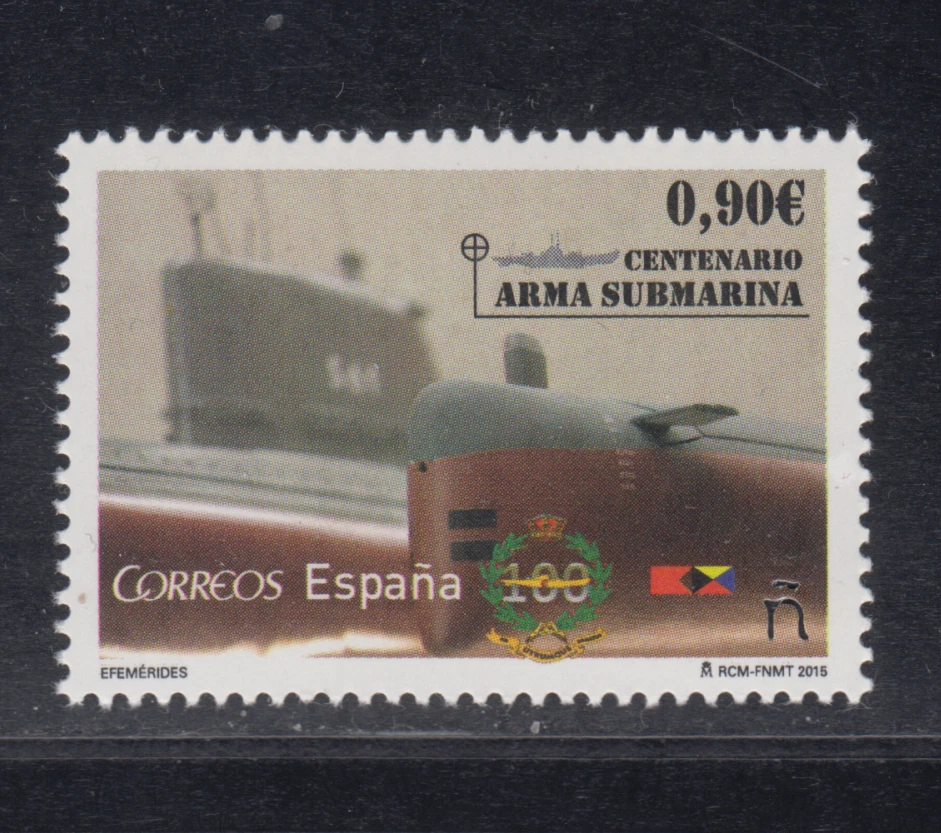 0,90€
CENTENARIO
ARMA SUBMARINA
100
CORREOS España
ñ
EFEMÉRIDES
M RCM-FNMT 2015